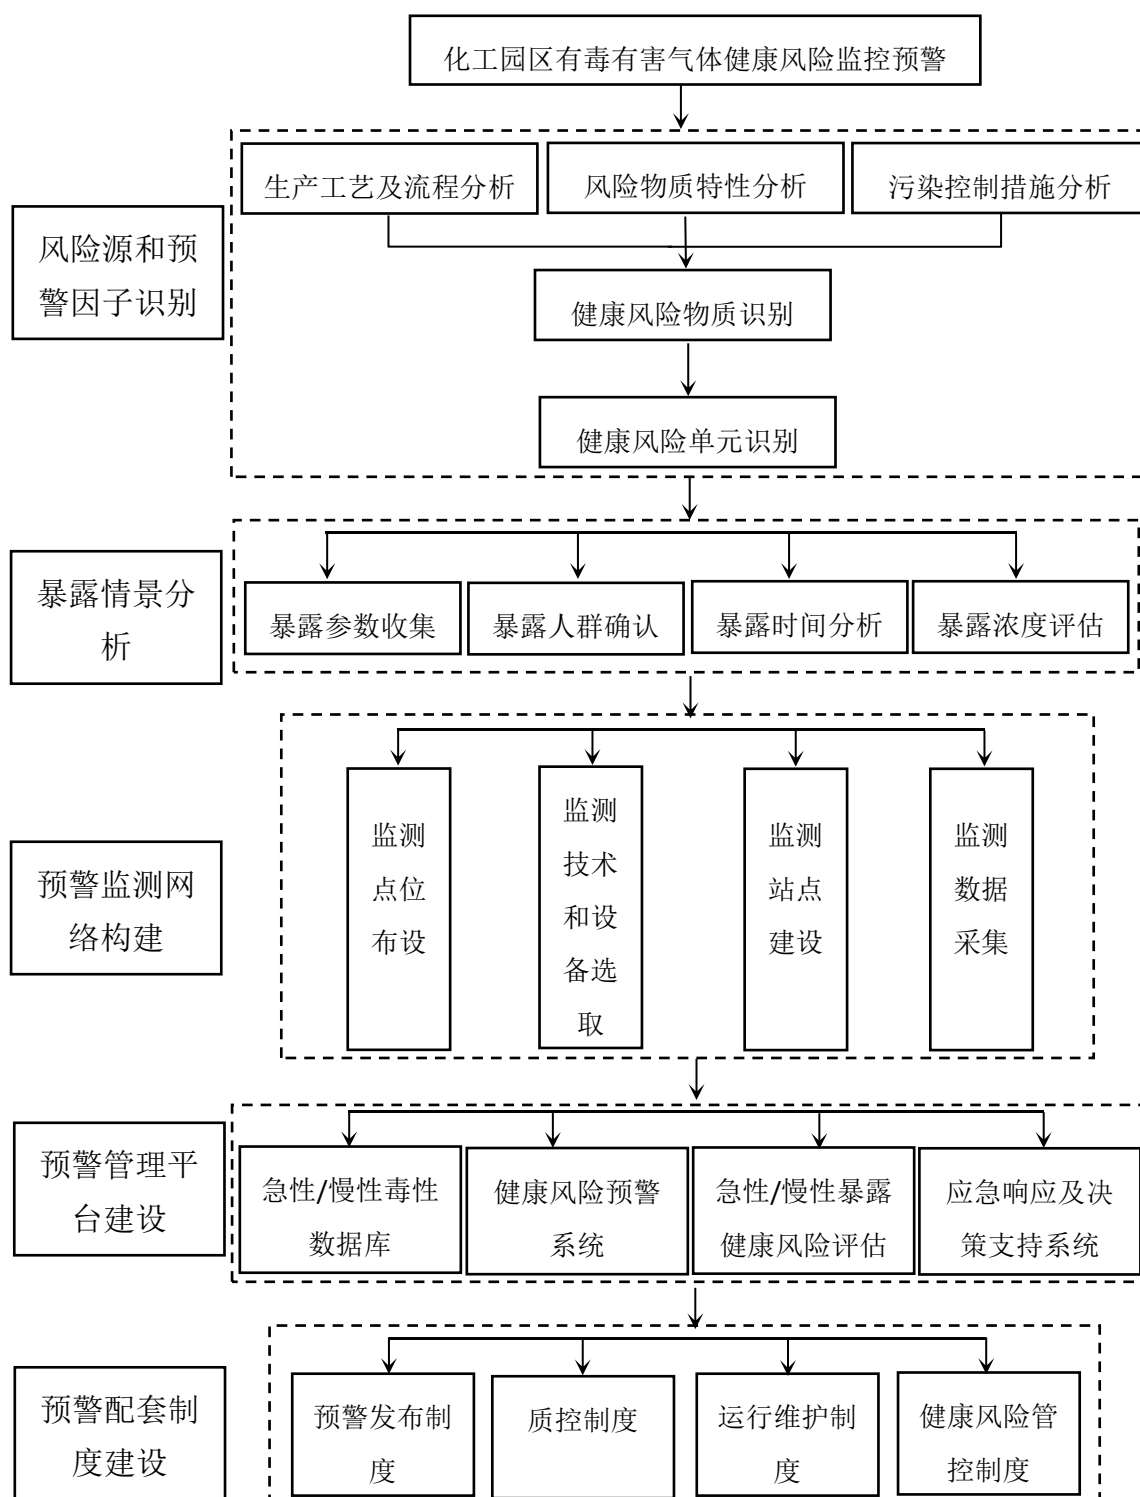 化工园区有毒有害气体健康风险监控预警
风险源和预
警因子识别
生产工艺及流程分析
风险物质特性分析
污染控制措施分析
健康风险物质识别
健康风险单元识别
暴露情景分
析
暴露参数收集
暴露人群确认
暴露时间分析
暴露浓度评估
预警监测网
络构建
监测
点位
布设
监测
技术
和设
备选
取
监测
站点
建设
监测
数据
采集
预警管理平
台建设
急性/慢性毒性
数据库
健康风险预警
系统
急性/慢性暴露
健康风险评估
应急响应及决
策支持系统
预警配套制
度建设
预警发布制
度
质控制度
运行维护制
度
健康风险管
控制度